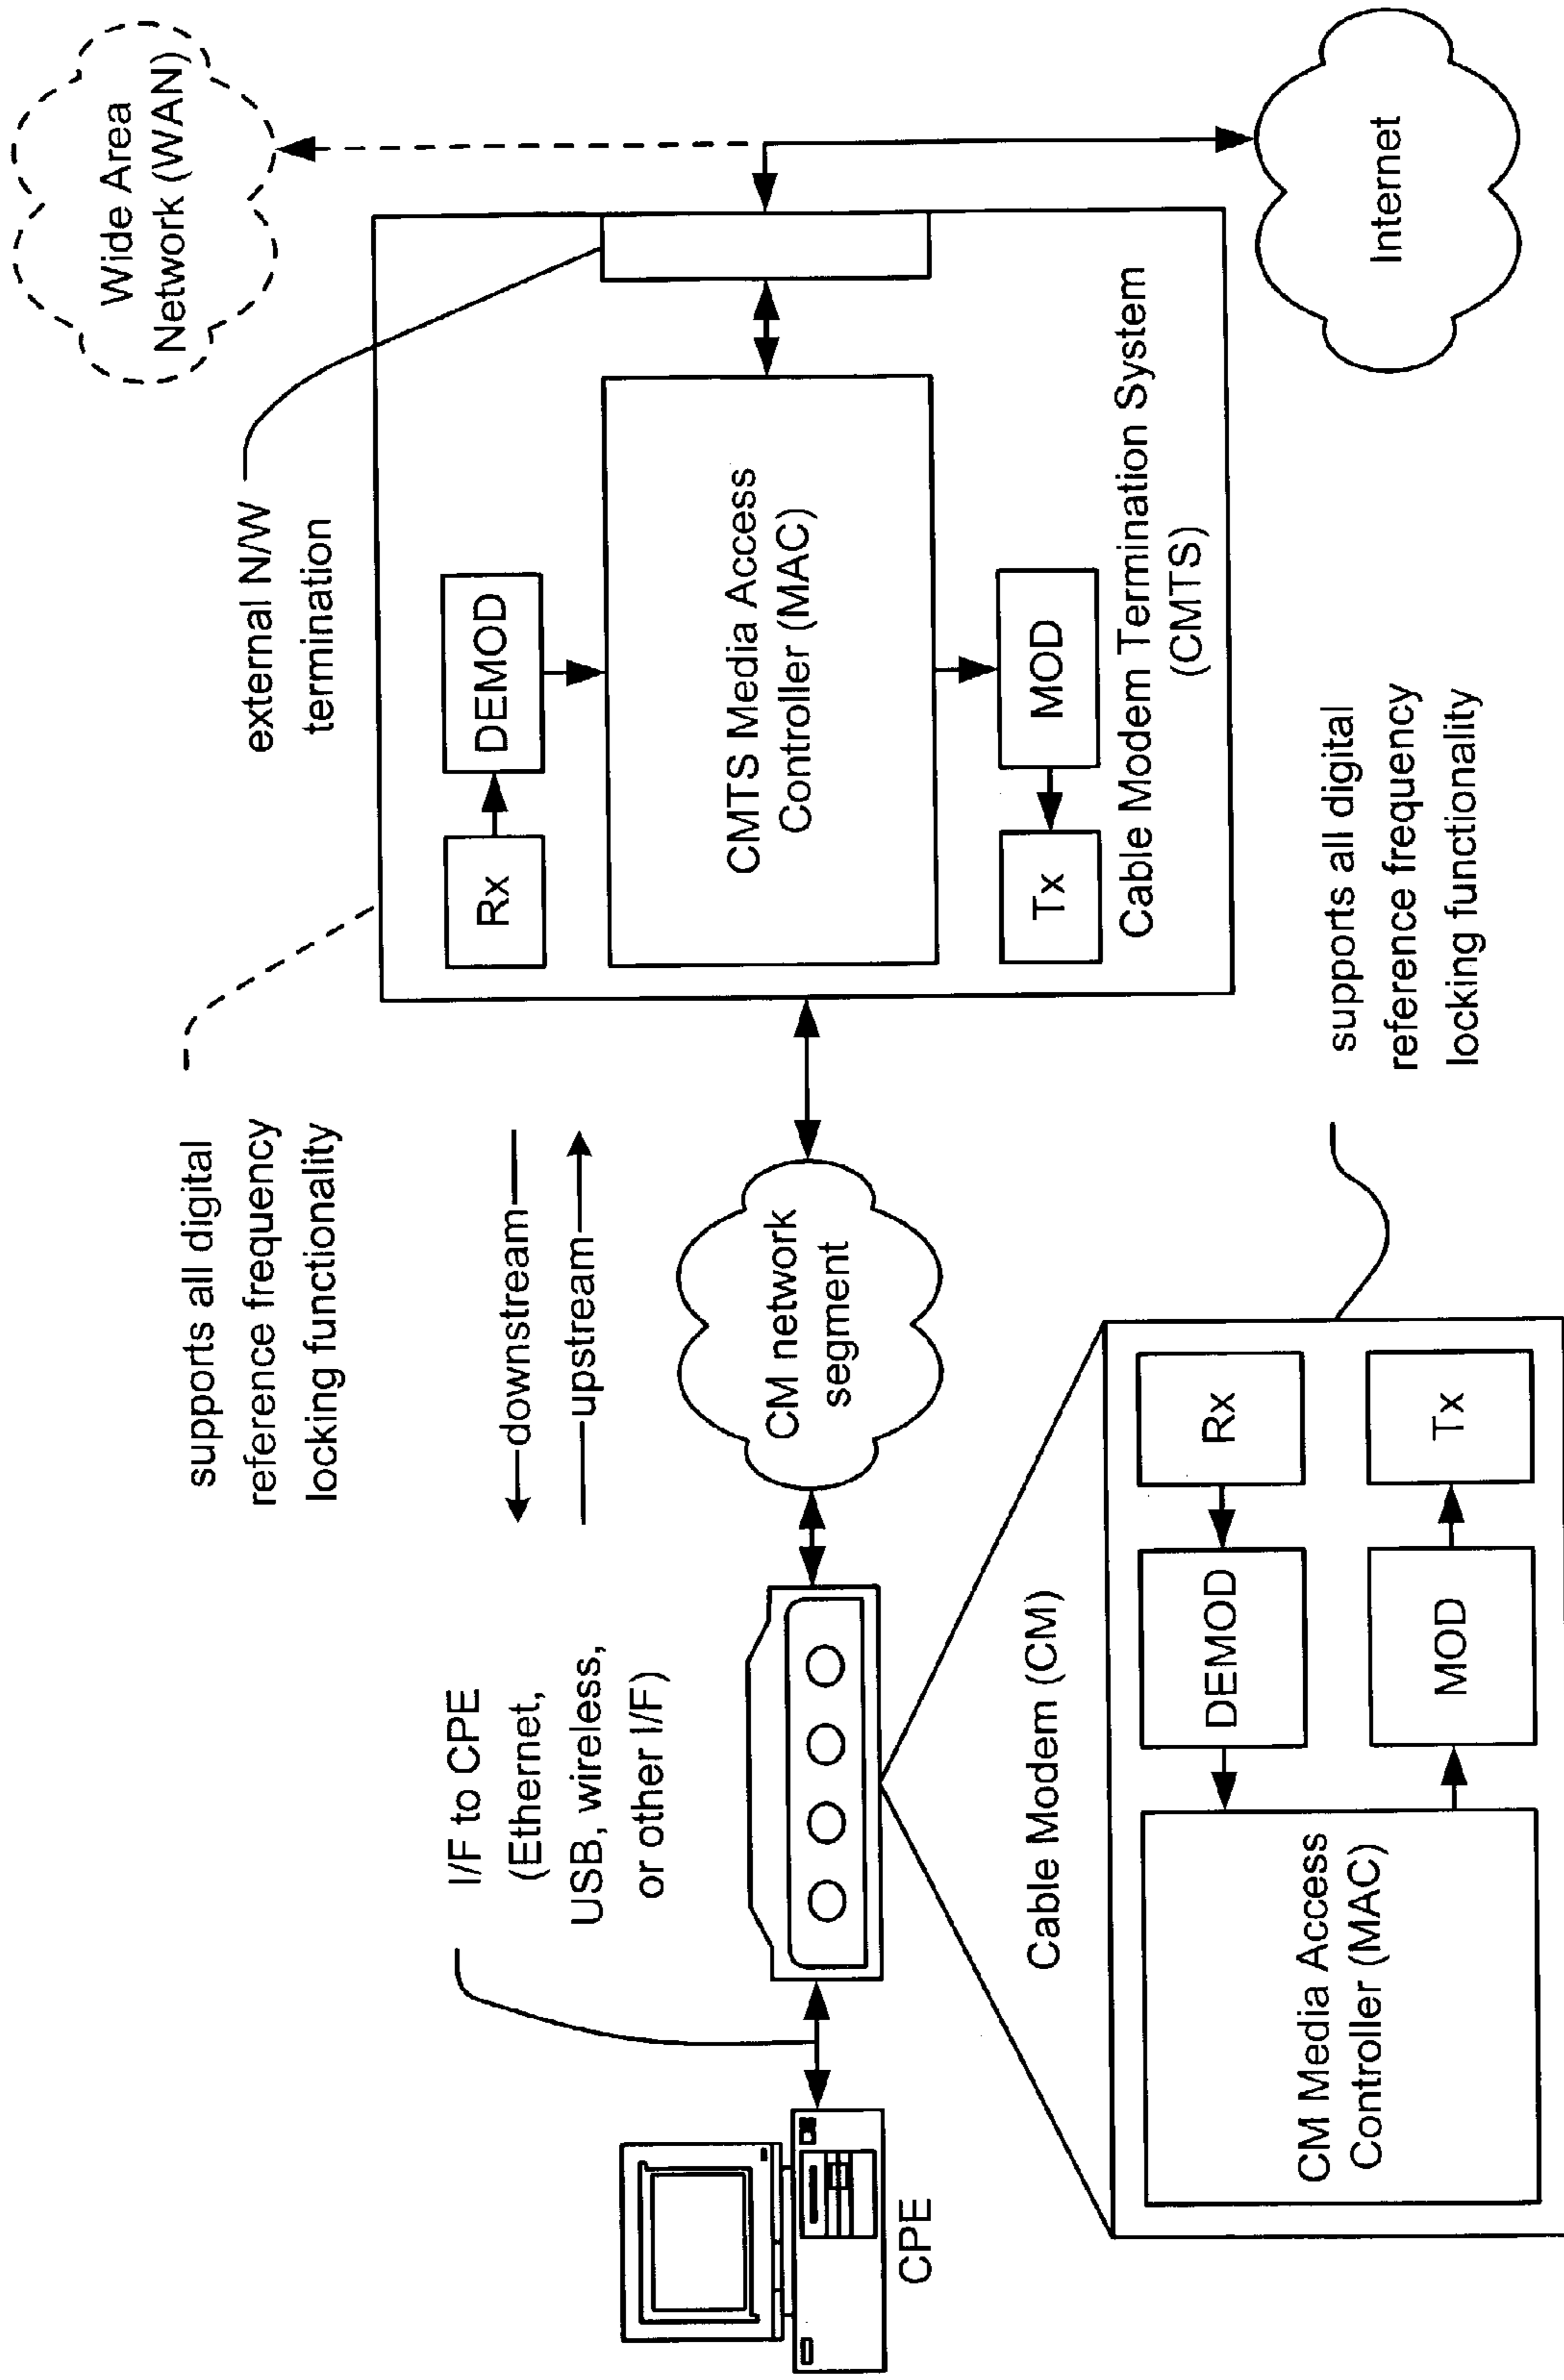 Wide Area
Network (WAN)
external N/W
termination
supports all digital
reference frequency
locking functionality
downstream
upstream
I/F to CPE
(Ethernet,
USB, wireless,
or other I/F)
CPE
CM network
segment
Rx
DEMOD
CMTS Media Access
Controller (MAC)
Tx
MOD
Cable Modem Termination System
(CMTS)
Internet
Cable Modem (CM)
CM Media Access
Controller (MAC)
DEMOD
Rx
MOD
Tx
supports all digital
reference frequency
locking functionality